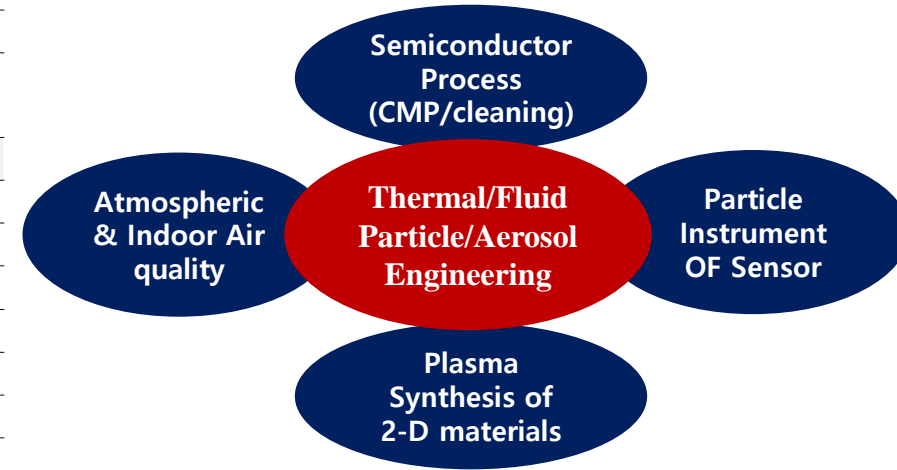 Semiconductor
Process
(CMP/cleaning)
Atmospheric
& Indoor Air
quality
Thermal/Fluid
Particle/Aerosol
Engineering
Particle
Instrument
OF Sensor
Plasma
Synthesis of
2-D materials